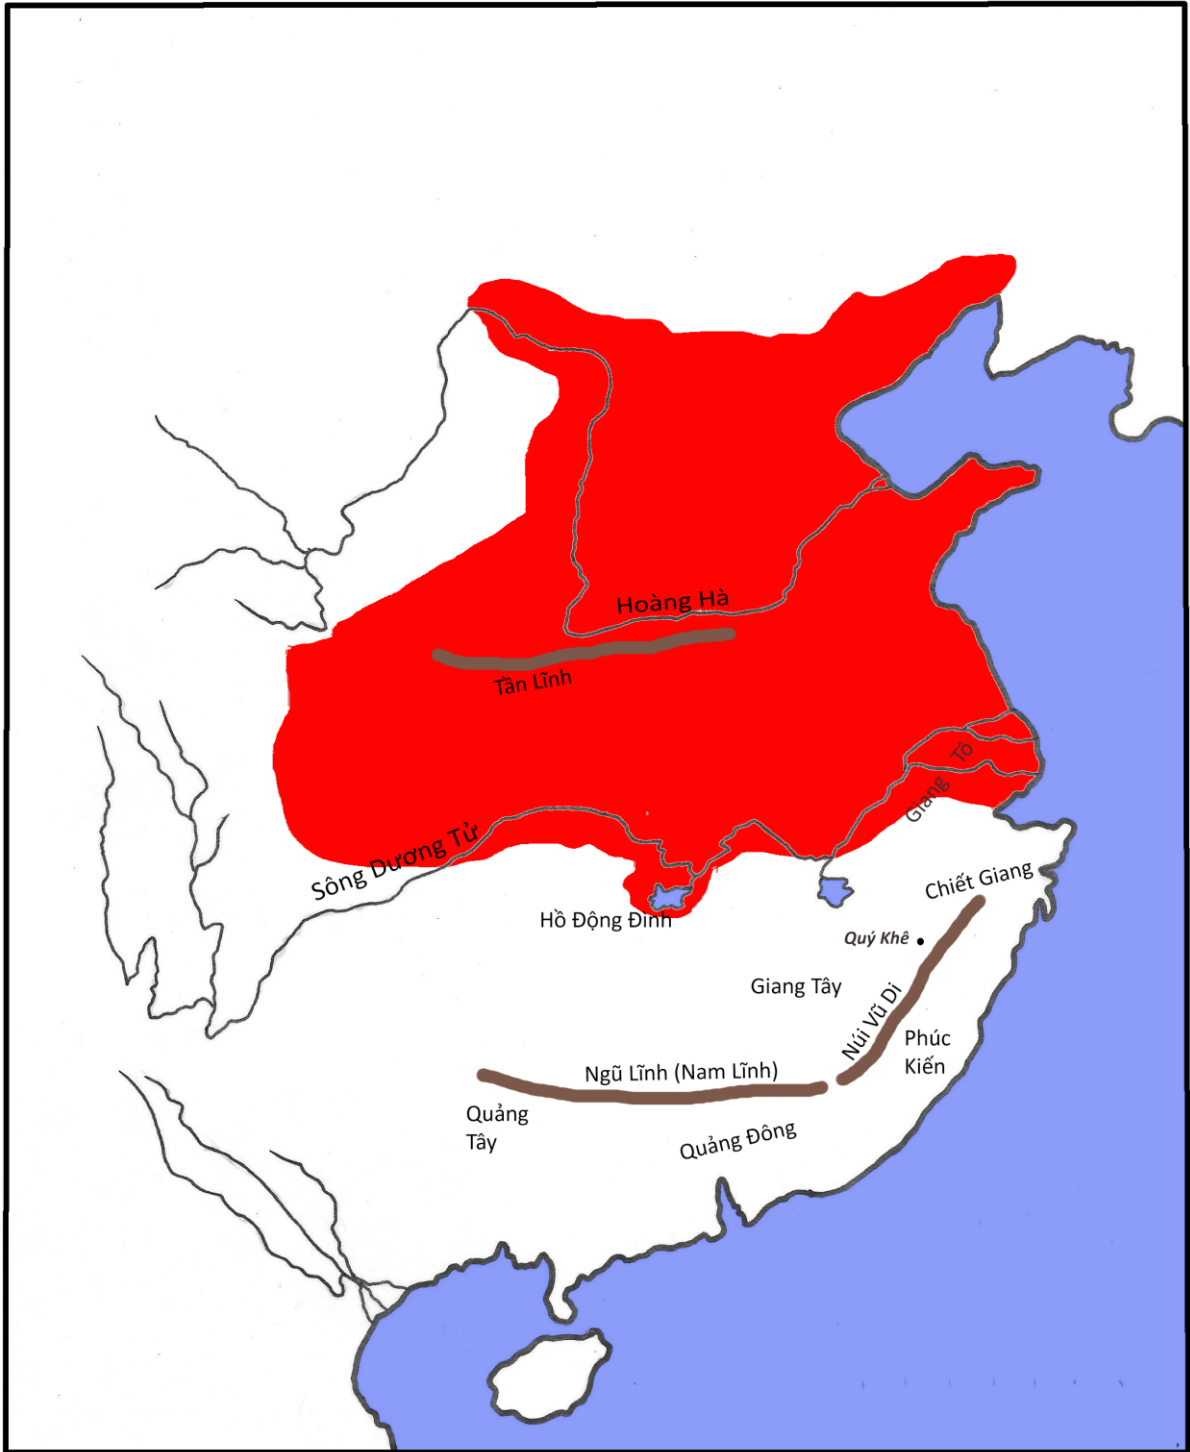 Hoàng Hà
Tần Lĩnh
Giang Tô
Sông Dương Tử
Chiết Giang
Hồ Động Đình
Quý Khê
Giang Tây
Núi Vũ Di
Phúc
Kiến
Ngũ Lĩnh (Nam Lĩnh)
Quảng
Tây
Quảng Đông